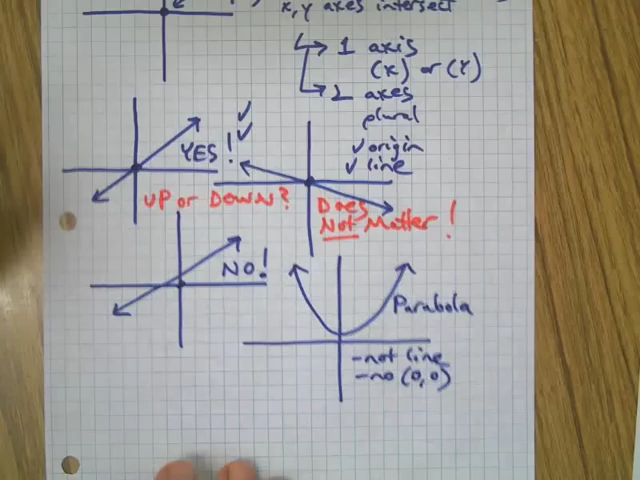 x, y axes intersect
1 axis
(X) or (Y)
2 axes
plural
✓ origin
✓ line
YES!
✓
✓
UP or DOWN?
Does
Not Matter!
NO!
Parabola
-not line
-no (0,0)